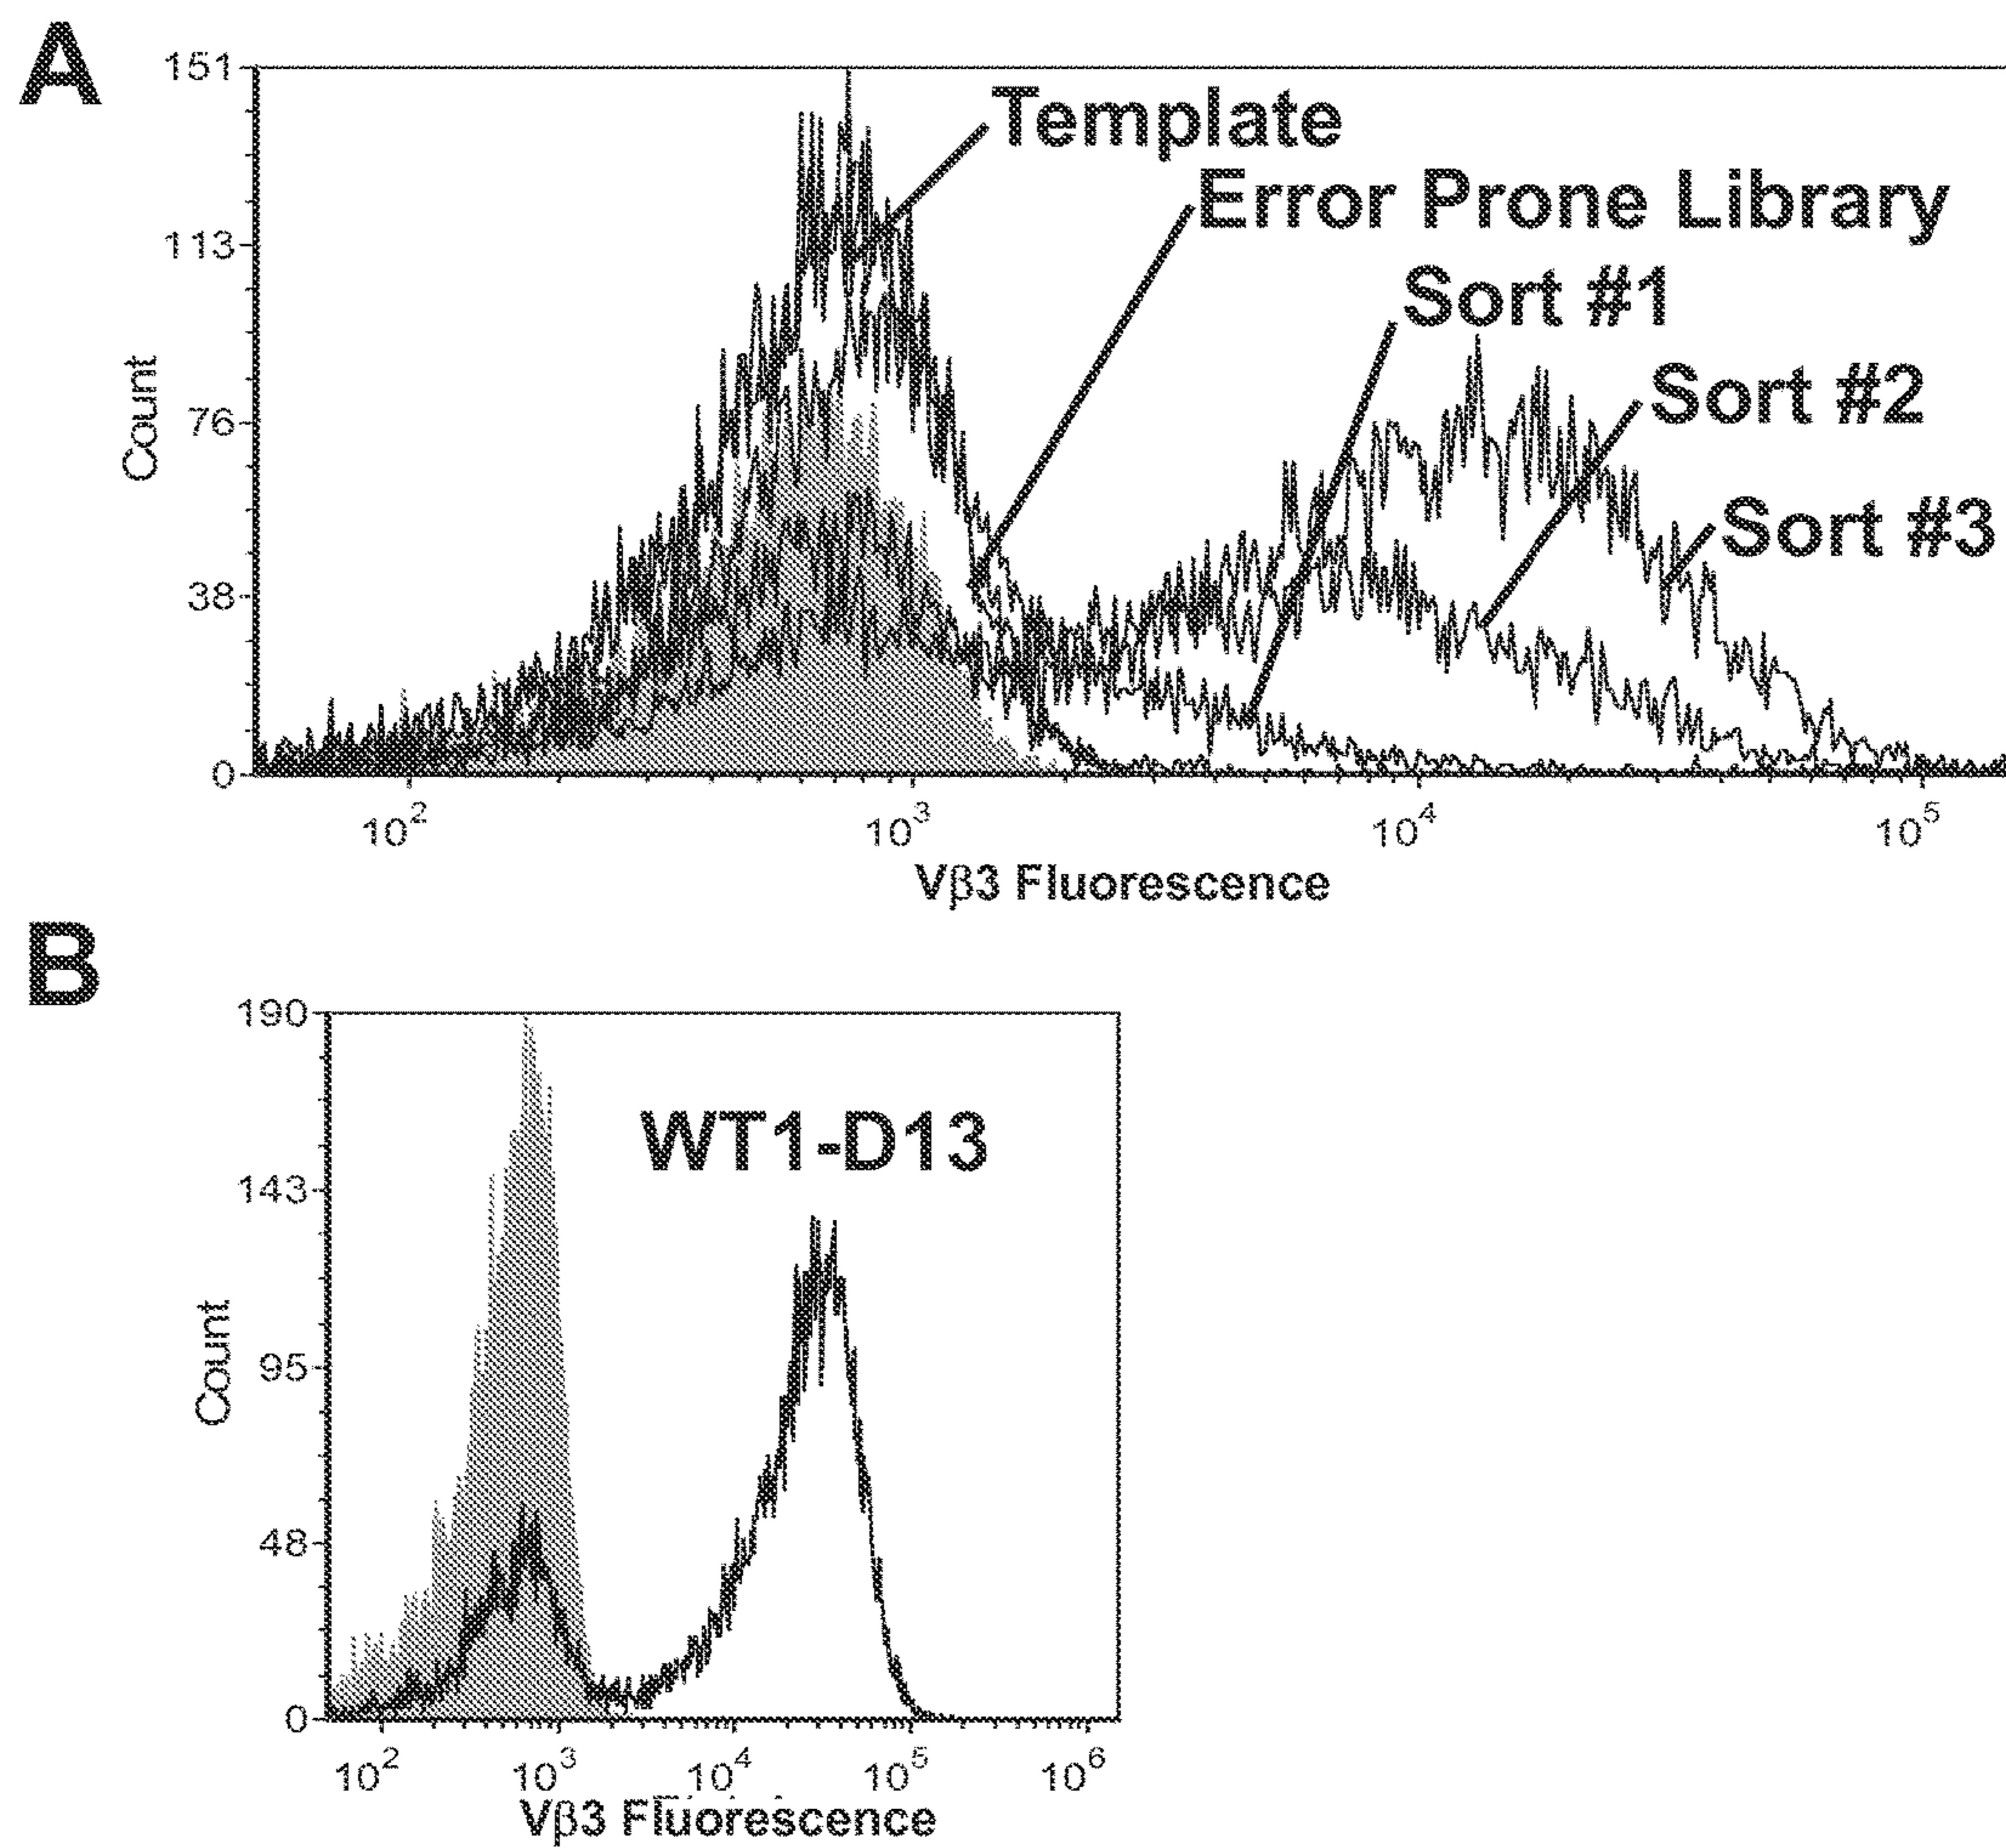 A
151
Template
Error Prone Library
113
Sort #1
Sort #2
Count
76
Sort #3
38
0
10²
10³
10⁴
10⁵
Vβ3 Fluorescence
B
190
WT1-D13
143
Count
95
48
0
10²
10³
10⁴
10⁵
10⁶
Vβ3 Fluorescence